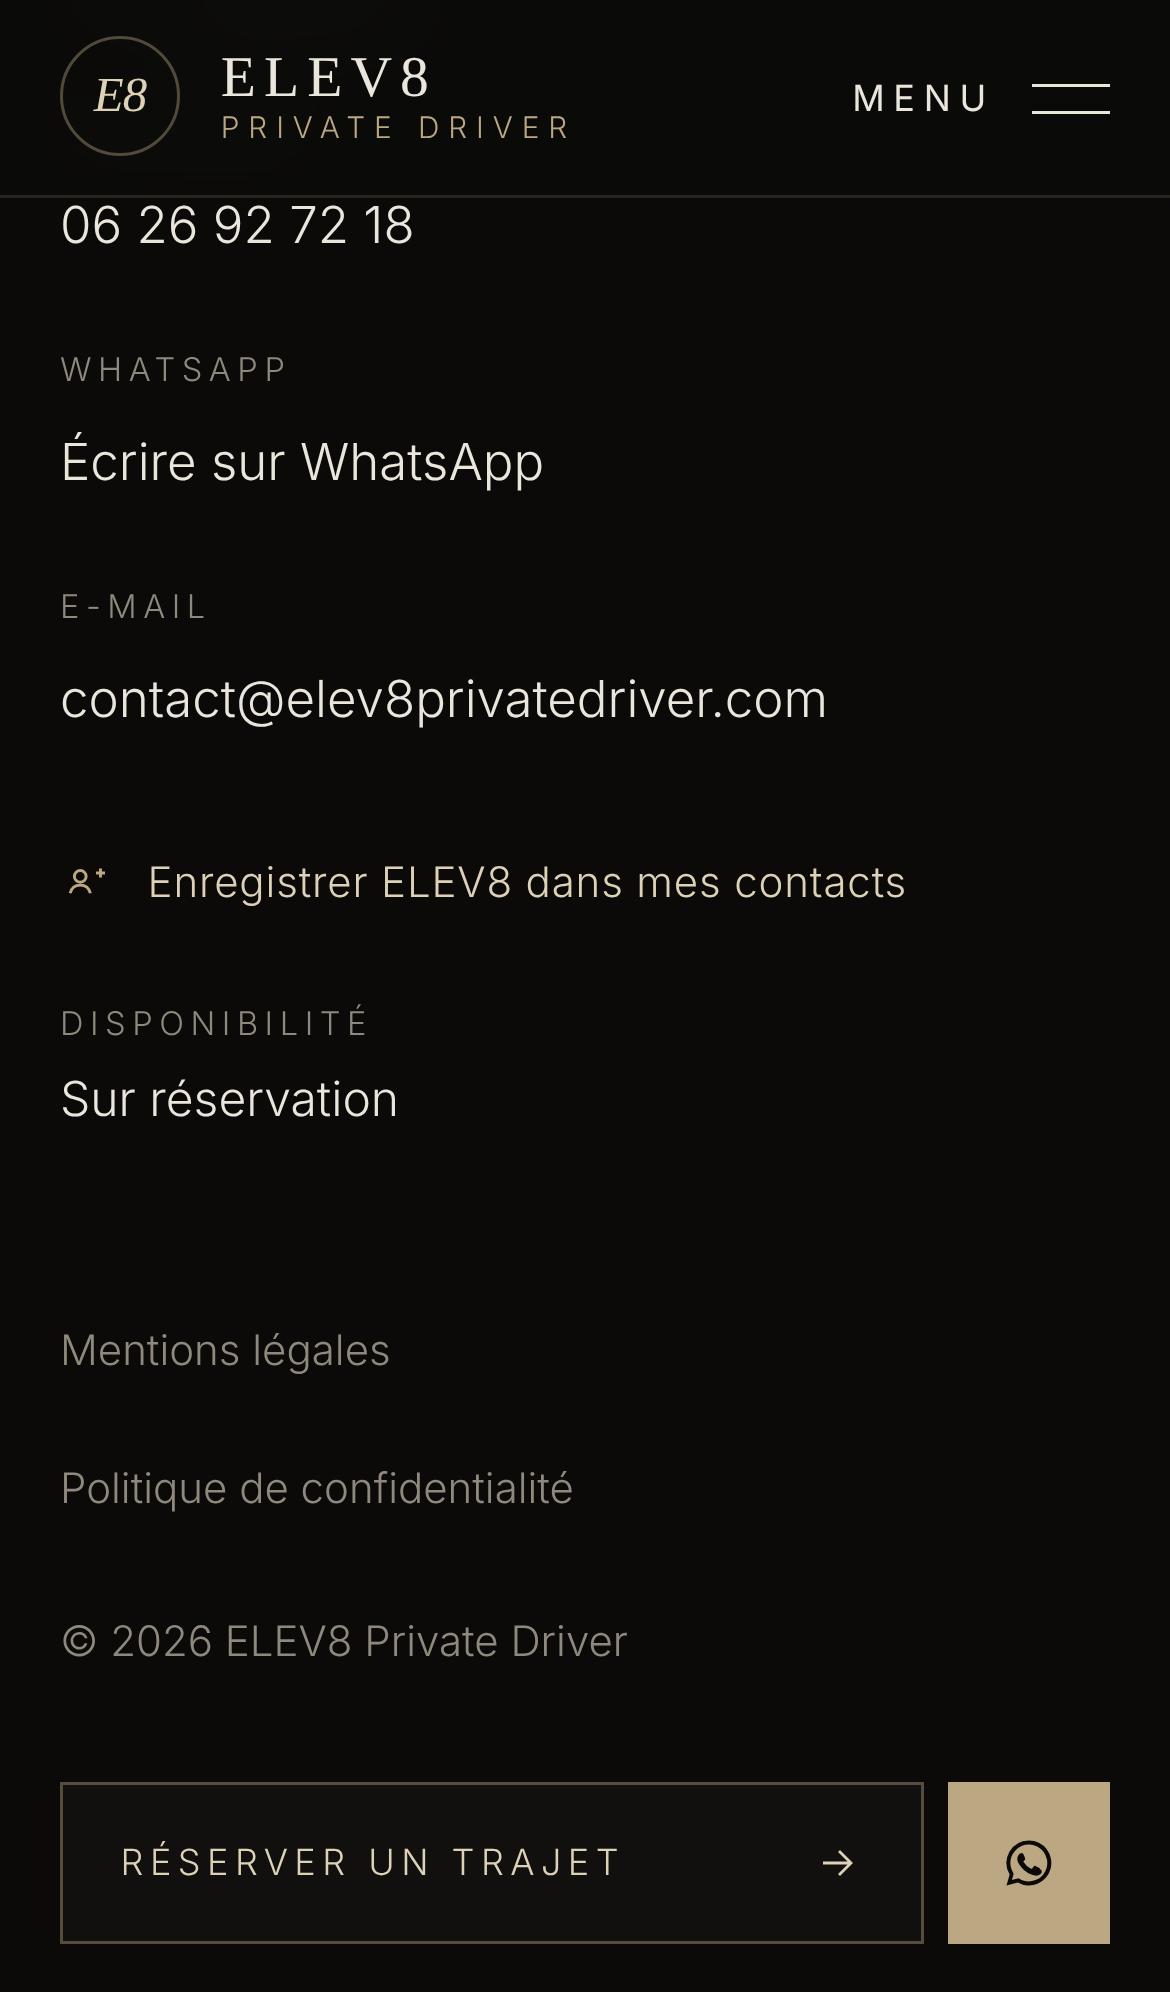 E8
ELEV8
PRIVATE DRIVER
MENU
06 26 92 72 18
WHATSAPP
Écrire sur WhatsApp
E-MAIL
contact@elev8privatedriver.com
Enregistrer ELEV8 dans mes contacts
DISPONIBILITÉ
Sur réservation
Mentions légales
Politique de confidentialité
© 2026 ELEV8 Private Driver
RÉSERVER UN TRAJET